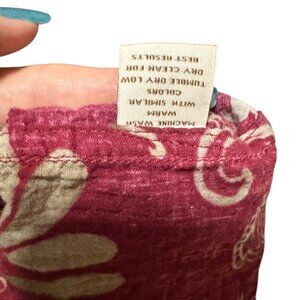 MACHINE WASH
WARM
WITH SIMILAR
COLORS
TUMBLE DRY LOW
DRY CLEAN FOR
BEST RESULTS